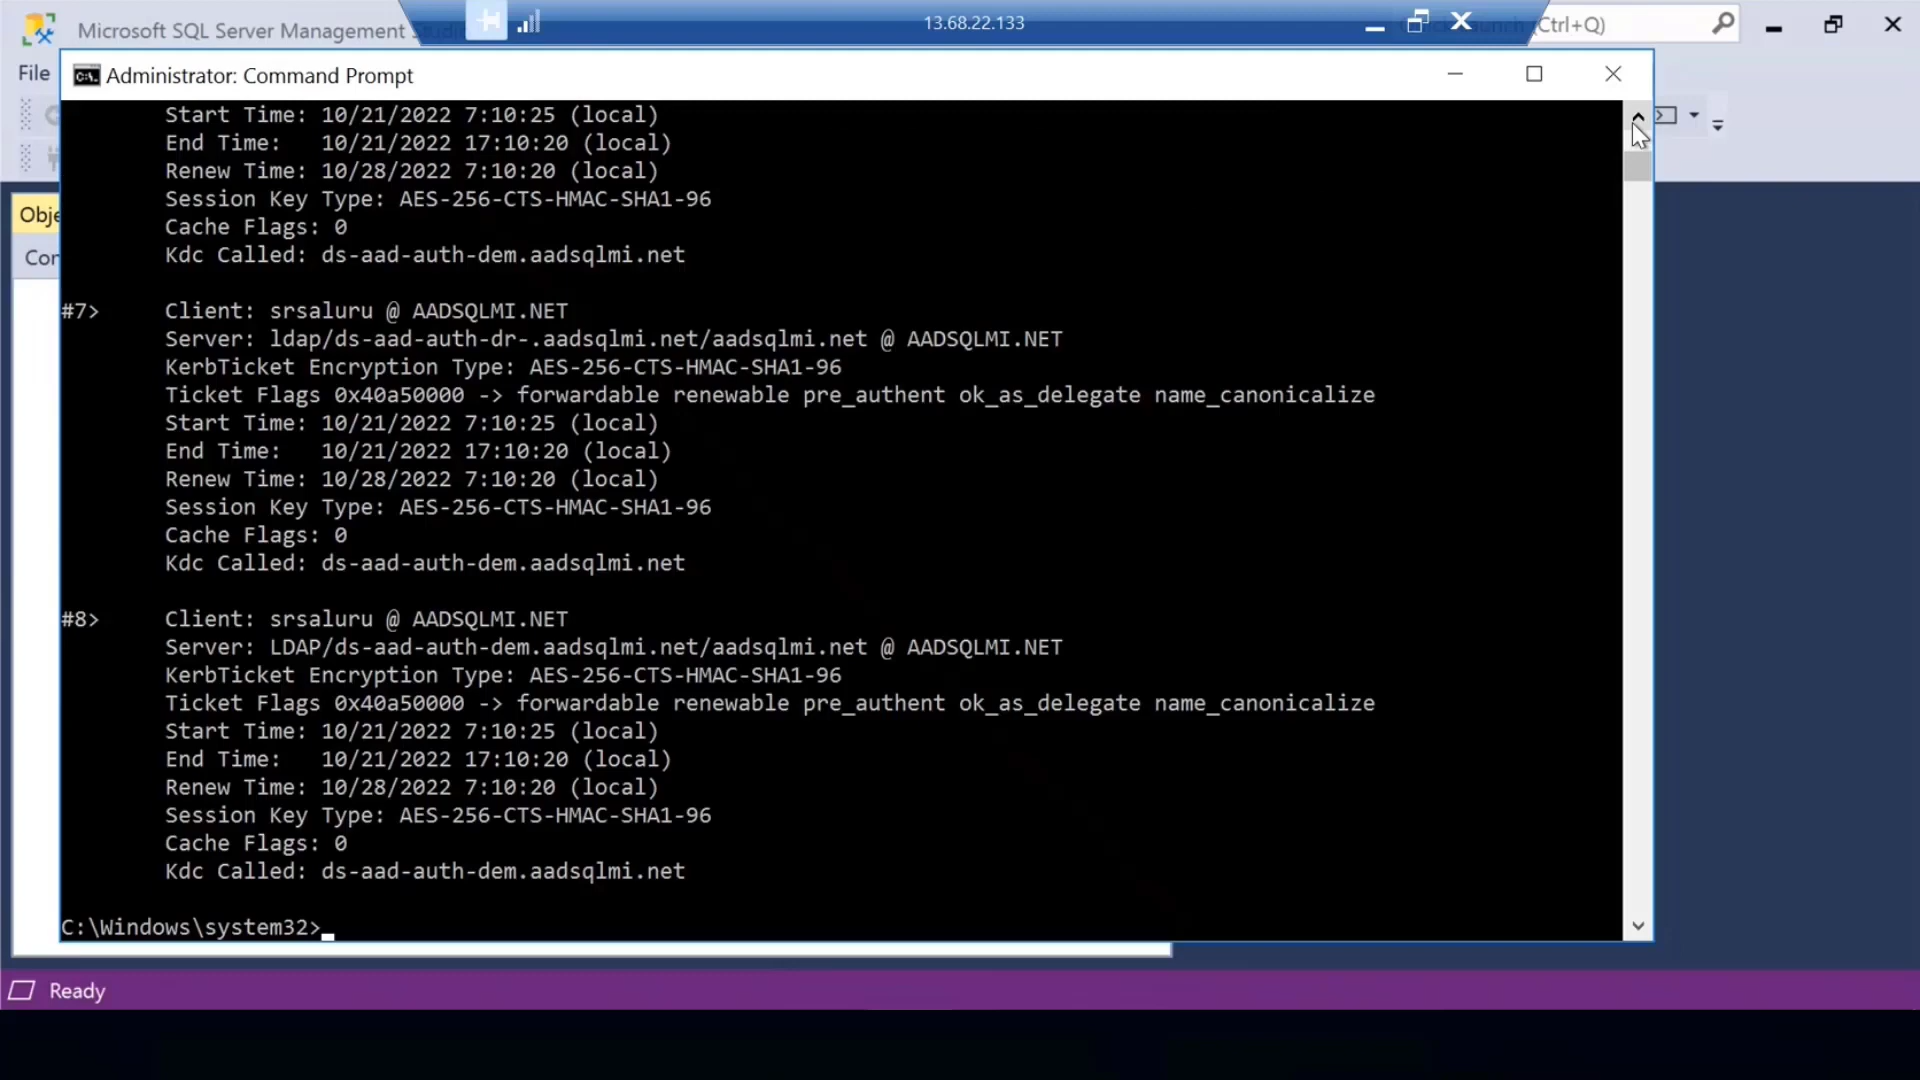 Microsoft SQL Server Management
13.68.22.133
(Ctrl+Q)
File
Administrator: Command Prompt
Obje
Cor
Start Time: 10/21/2022 7:10:25 (local)
End Time:   10/21/2022 17:10:20 (local)
Renew Time: 10/28/2022 7:10:20 (local)
Session Key Type: AES-256-CTS-HMAC-SHA1-96
Cache Flags: 0
Kdc Called: ds-aad-auth-dem.aadsqlmi.net
#7>     Client: srsaluru @ AADSQLMI.NET
Server: ldap/ds-aad-auth-dr-.aadsqlmi.net/aadsqlmi.net @ AADSQLMI.NET
KerbTicket Encryption Type: AES-256-CTS-HMAC-SHA1-96
Ticket Flags 0x40a50000 -> forwardable renewable pre_authent ok_as_delegate name_canonicalize
Start Time: 10/21/2022 7:10:25 (local)
End Time:   10/21/2022 17:10:20 (local)
Renew Time: 10/28/2022 7:10:20 (local)
Session Key Type: AES-256-CTS-HMAC-SHA1-96
Cache Flags: 0
Kdc Called: ds-aad-auth-dem.aadsqlmi.net
#8>     Client: srsaluru @ AADSQLMI.NET
Server: LDAP/ds-aad-auth-dem.aadsqlmi.net/aadsqlmi.net @ AADSQLMI.NET
KerbTicket Encryption Type: AES-256-CTS-HMAC-SHA1-96
Ticket Flags 0x40a50000 -> forwardable renewable pre_authent ok_as_delegate name_canonicalize
Start Time: 10/21/2022 7:10:25 (local)
End Time:   10/21/2022 17:10:20 (local)
Renew Time: 10/28/2022 7:10:20 (local)
Session Key Type: AES-256-CTS-HMAC-SHA1-96
Cache Flags: 0
Kdc Called: ds-aad-auth-dem.aadsqlmi.net
C:\Windows\system32>
Ready